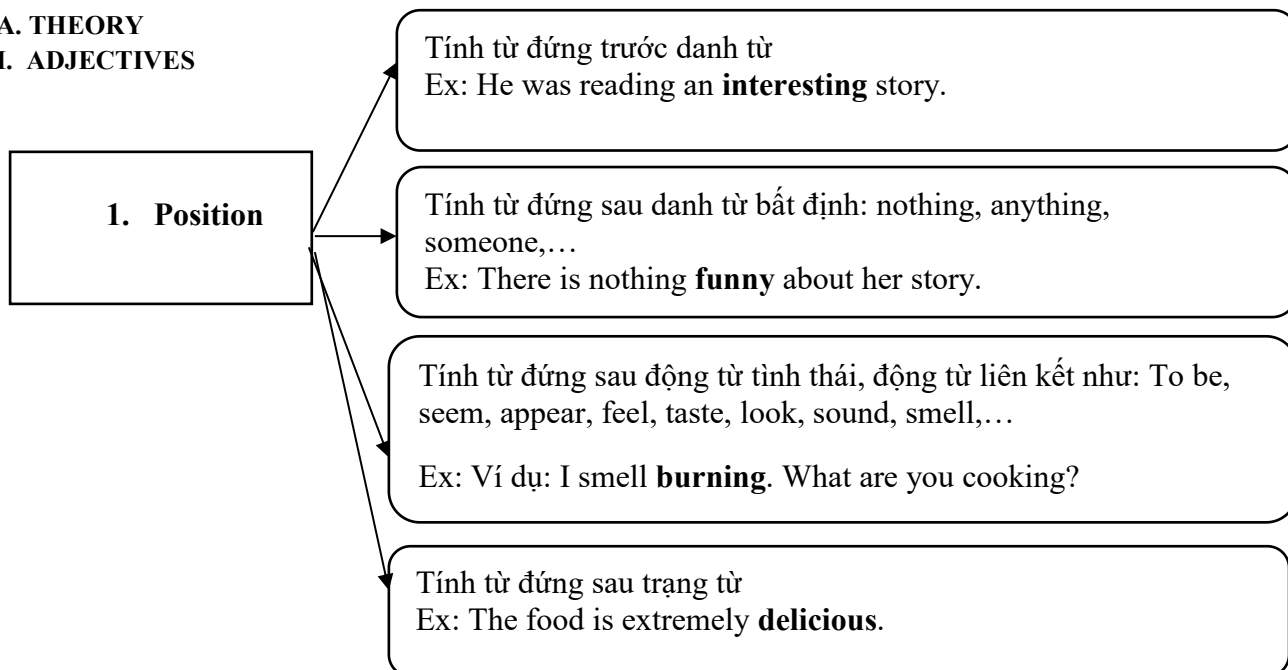 A. THEORY
I. ADJECTIVES
1. Position
Tính từ đứng trước danh từ
Ex: He was reading an interesting story.
Tính từ đứng sau danh từ bất định: nothing, anything,
someone,…
Ex: There is nothing funny about her story.
Tính từ đứng sau động từ tình thái, động từ liên kết như: To be,
seem, appear, feel, taste, look, sound, smell,…
Ex: Ví dụ: I smell burning. What are you cooking?
Tính từ đứng sau trạng từ
Ex: The food is extremely delicious.